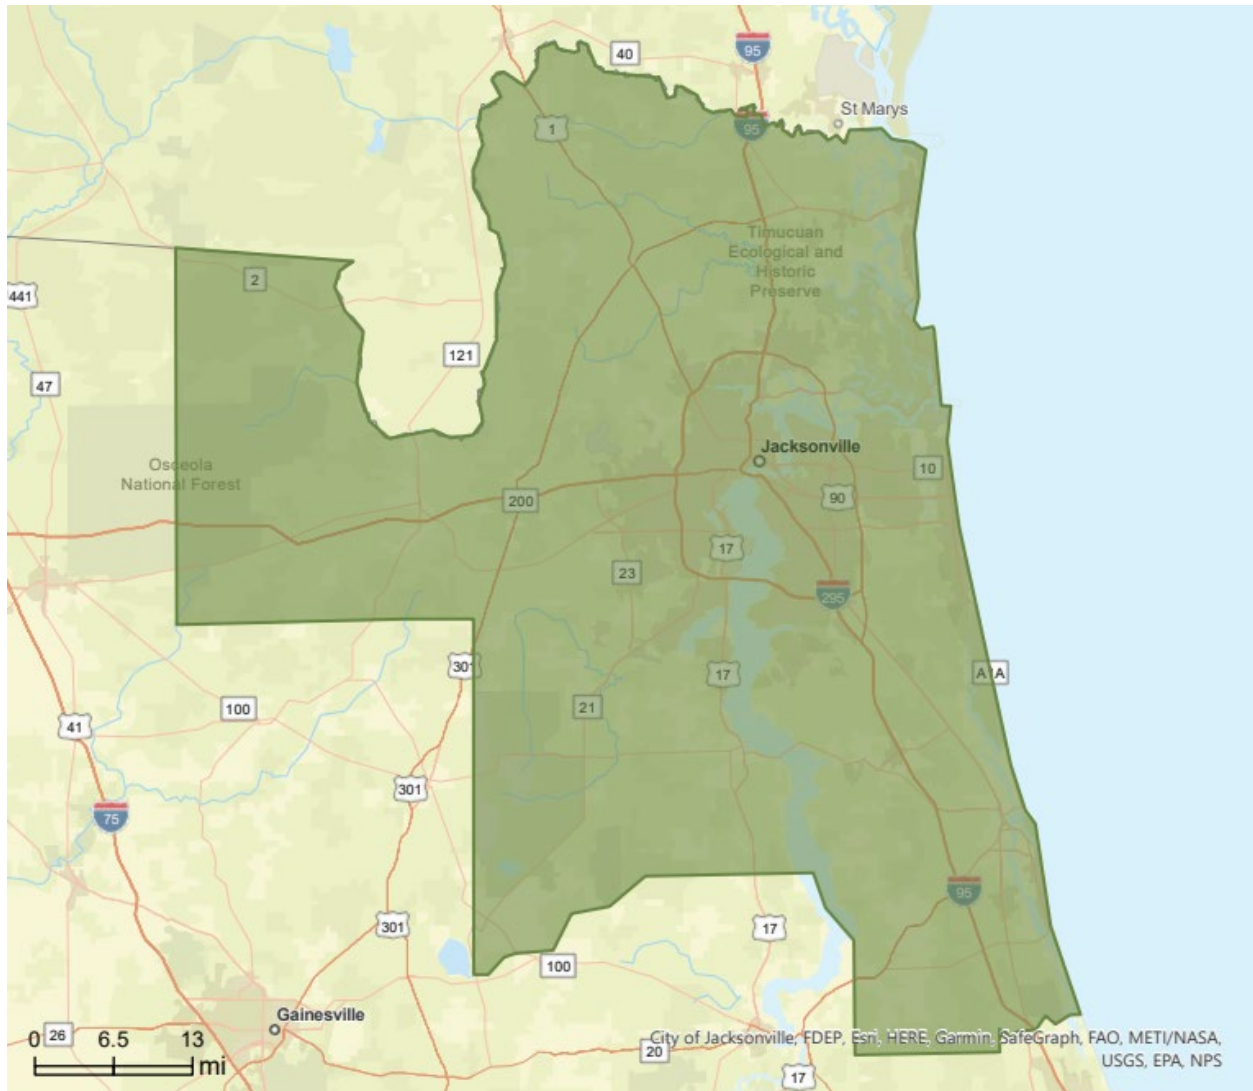 40
95
St Marys
1
95
Timucuan
Ecological and
Historic
Preserve
2
441
121
47
Jacksonville
Osceola
National Forest
10
90
200
17
23
295
301
17
A1A
21
100
41
301
75
95
301
17
100
Gainesville
0 6.5 13
mi
26
20
17
City of Jacksonville, FDEP, Esri, HERE, Garmin, SafeGraph, FAO, METI/NASA,
USGS, EPA, NPS